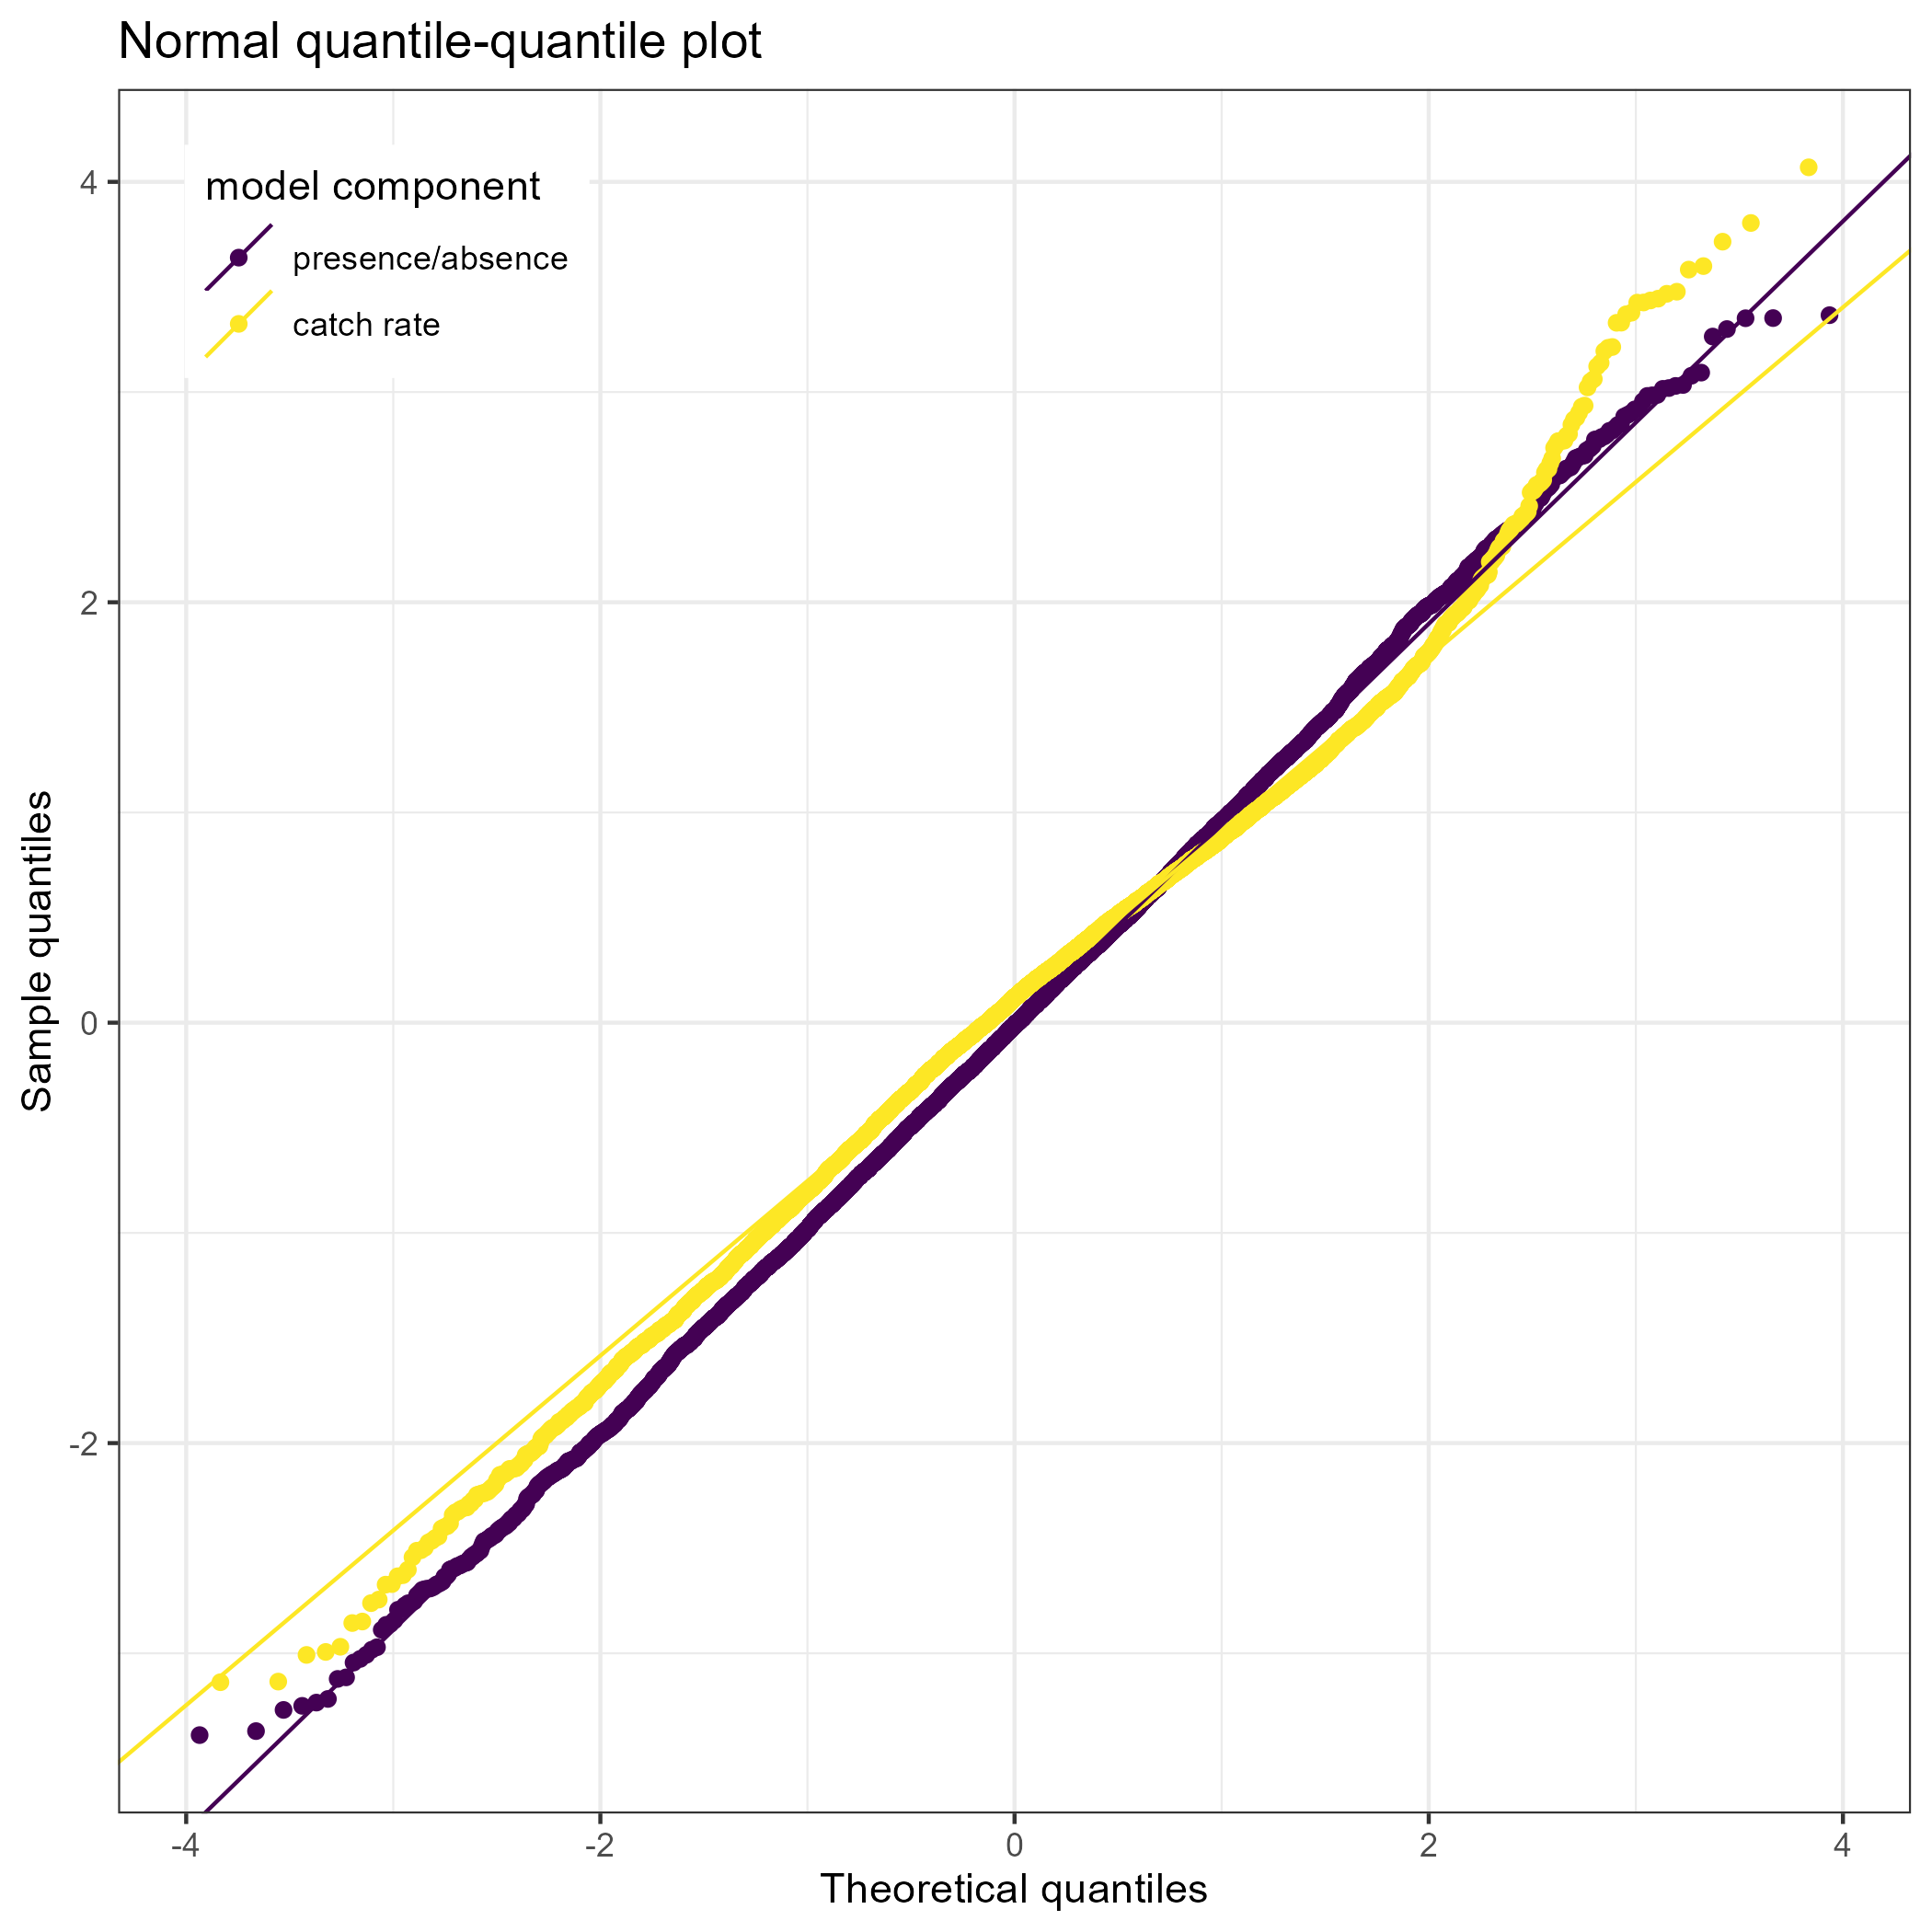 Normal quantile-quantile plot
model component
presence/absence
catch rate
4
2
0
-2
Sample quantiles
-4
-2
0
2
4
Theoretical quantiles